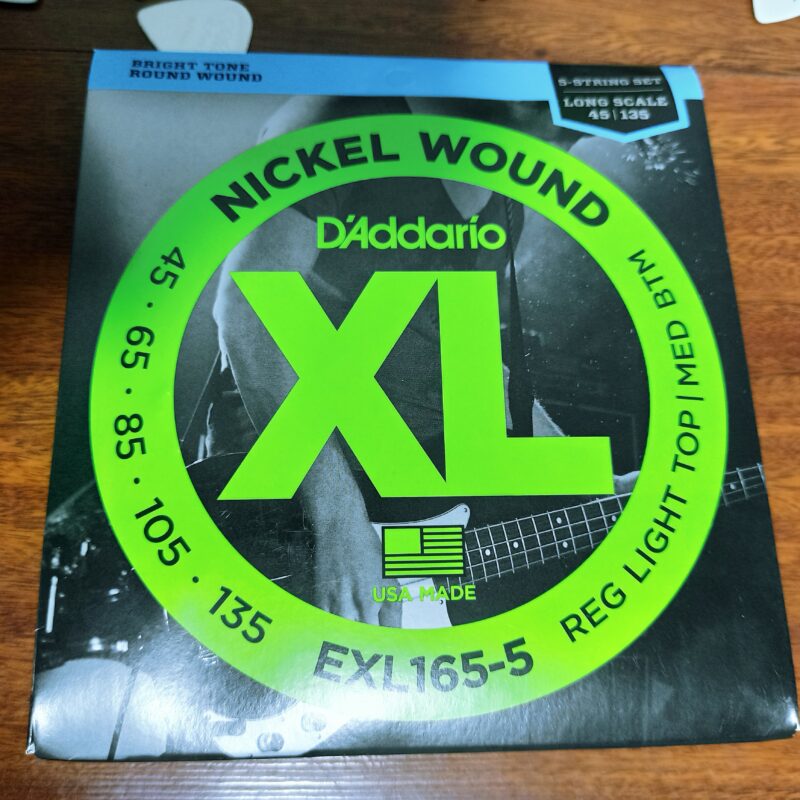 BRIGHT TONE
ROUND WOUND
5-STRING SET
LONG SCALE
45 | 135
NICKEL WOUND
D'Addario
XL
45 · 65 · 85 · 105 · 135
REG LIGHT TOP | MED BTM
USA MADE
EXL165-5